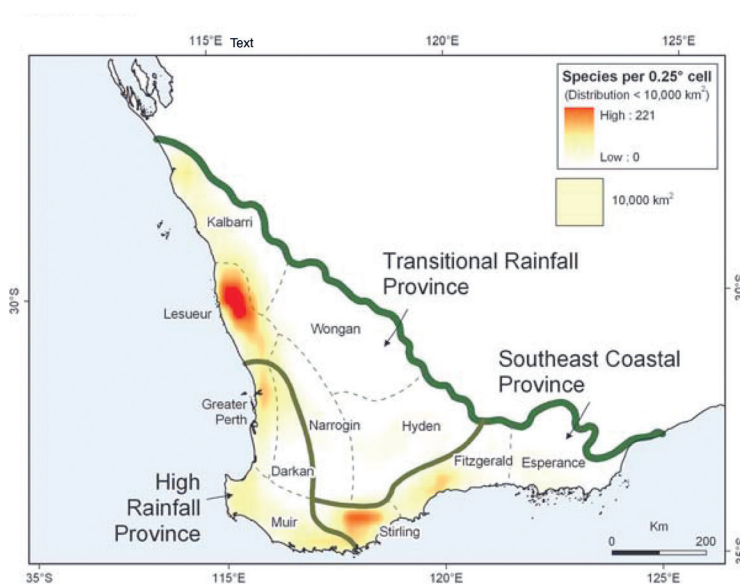 115°E
Text
120°E
125°E
Species per 0.25° cell
(Distribution < 10,000 km²)
High : 221
Low : 0
10,000 km²
Kalbarri
Transitional Rainfall
Province
30°S
30°S
Lesueur
Wongan
Southeast Coastal
Province
Greater
Perth
Narrogin
Hyden
Fitzgerald
Esperance
Darkan
High
Rainfall
Province
Muir
Stirling
Km
0
200
35°S
35°S
115°E
120°E
125°E